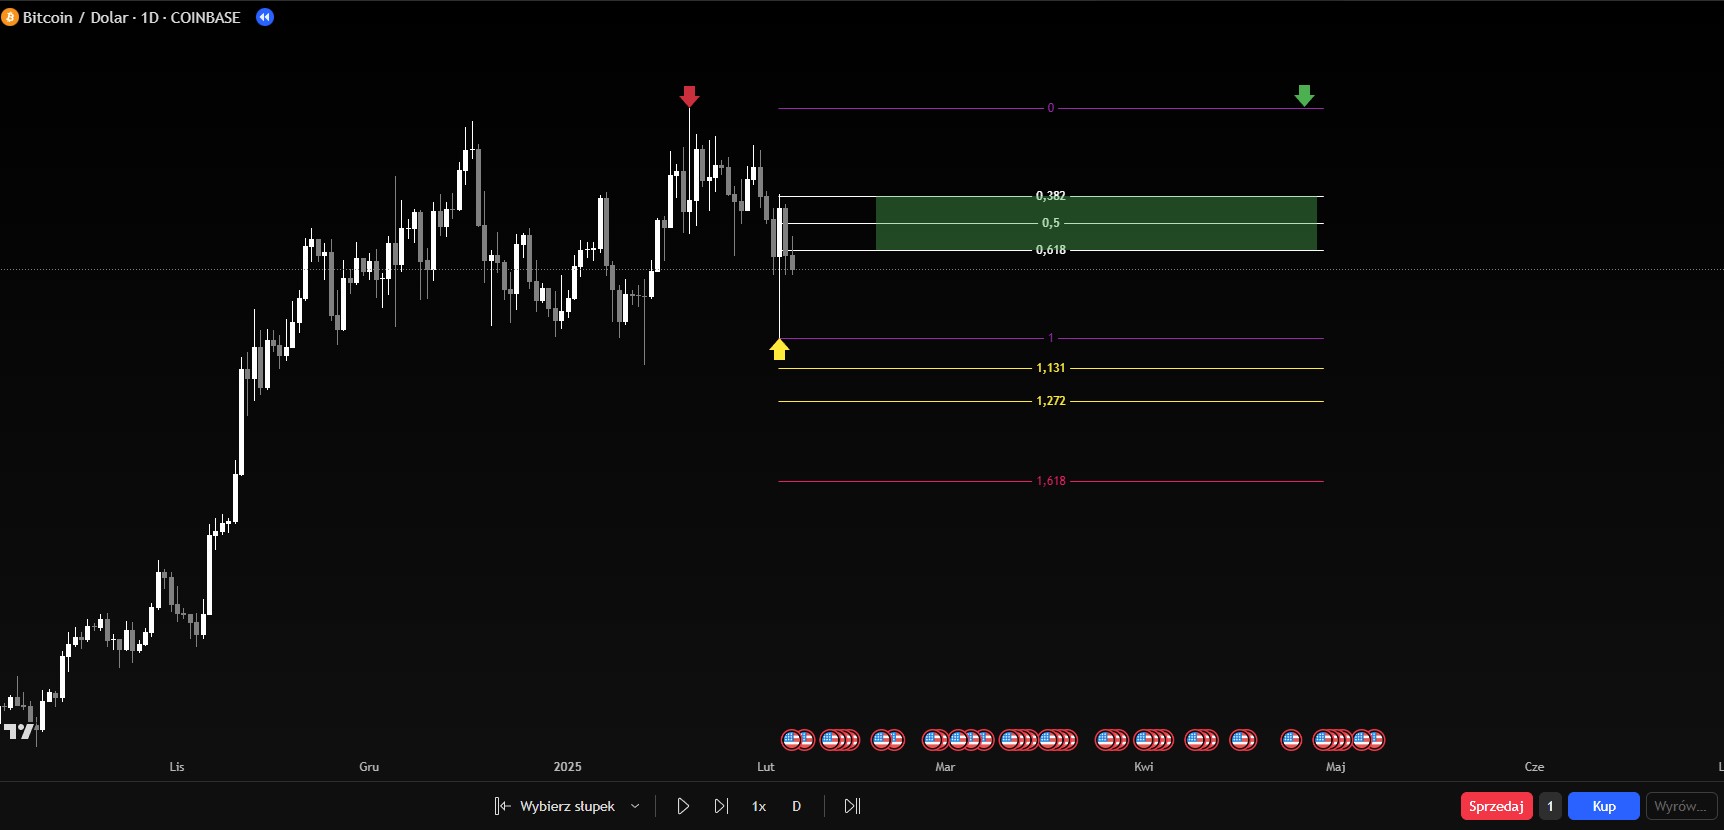 Bitcoin / Dolar · 1D · COINBASE
0
0,382
0,5
0,618
1
1,131
1,272
1,618
Lis Gru 2025 Lut Mar Kwi Maj Cze L
Wybierz słupek 1x D Sprzedaj 1 Kup Wyrów...